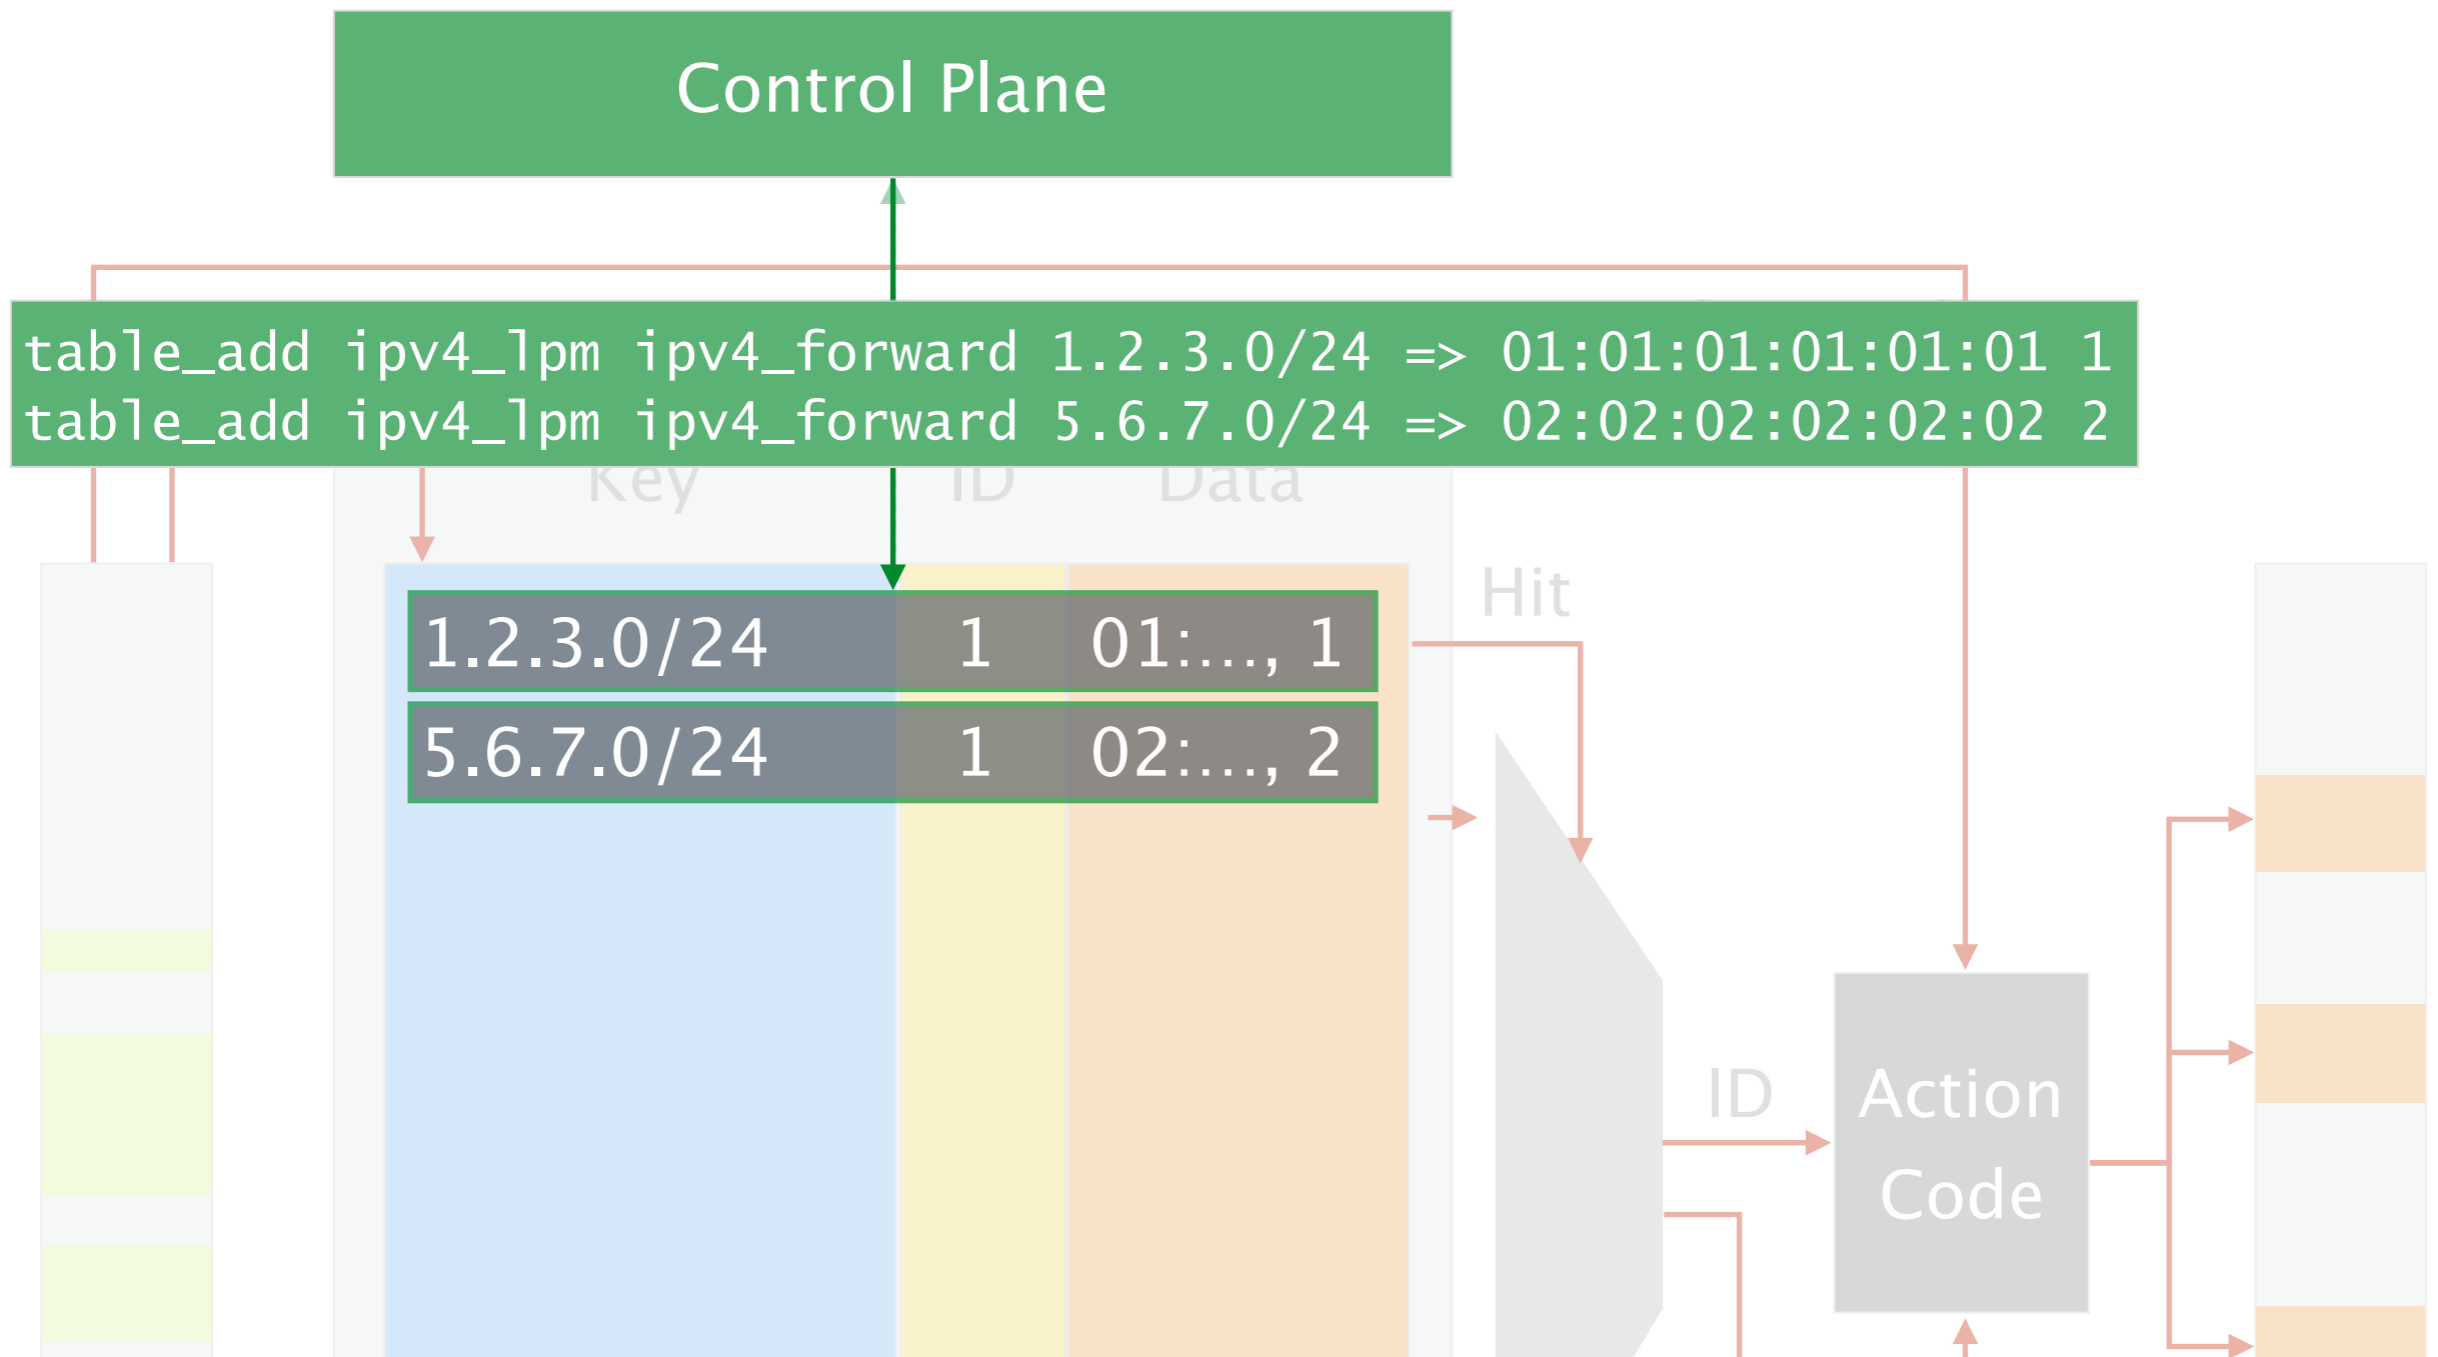 Control Plane
table_add ipv4_lpm ipv4_forward 1.2.3.0/24 => 01:01:01:01:01:01 1
table_add ipv4_lpm ipv4_forward 5.6.7.0/24 => 02:02:02:02:02:02 2
Key ID Data
Hit
1.2.3.0/24 1 01:..., 1
5.6.7.0/24 1 02:..., 2
ID
Action
Code